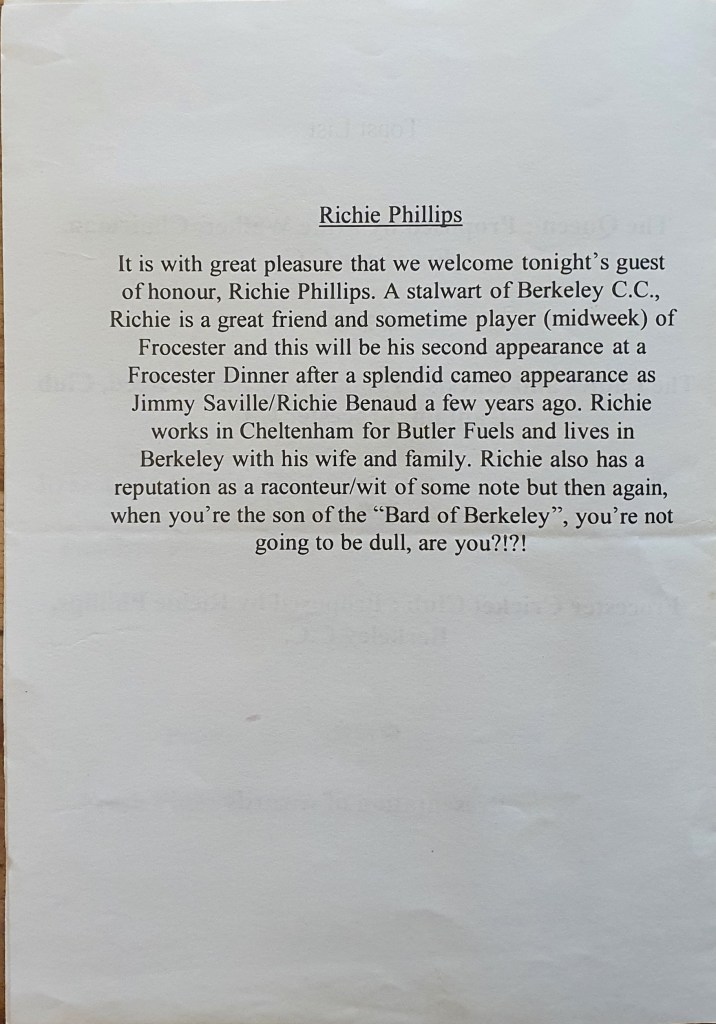 Richie Phillips
It is with great pleasure that we welcome tonight's guest
of honour, Richie Phillips. A stalwart of Berkeley C.C.,
Richie is a great friend and sometime player (midweek) of
Frocester and this will be his second appearance at a
Frocester Dinner after a splendid cameo appearance as
Jimmy Saville/Richie Benaud a few years ago. Richie
works in Cheltenham for Butler Fuels and lives in
Berkeley with his wife and family. Richie also has a
reputation as a raconteur/wit of some note but then again,
when you're the son of the “Bard of Berkeley”, you're not
going to be dull, are you?!?!